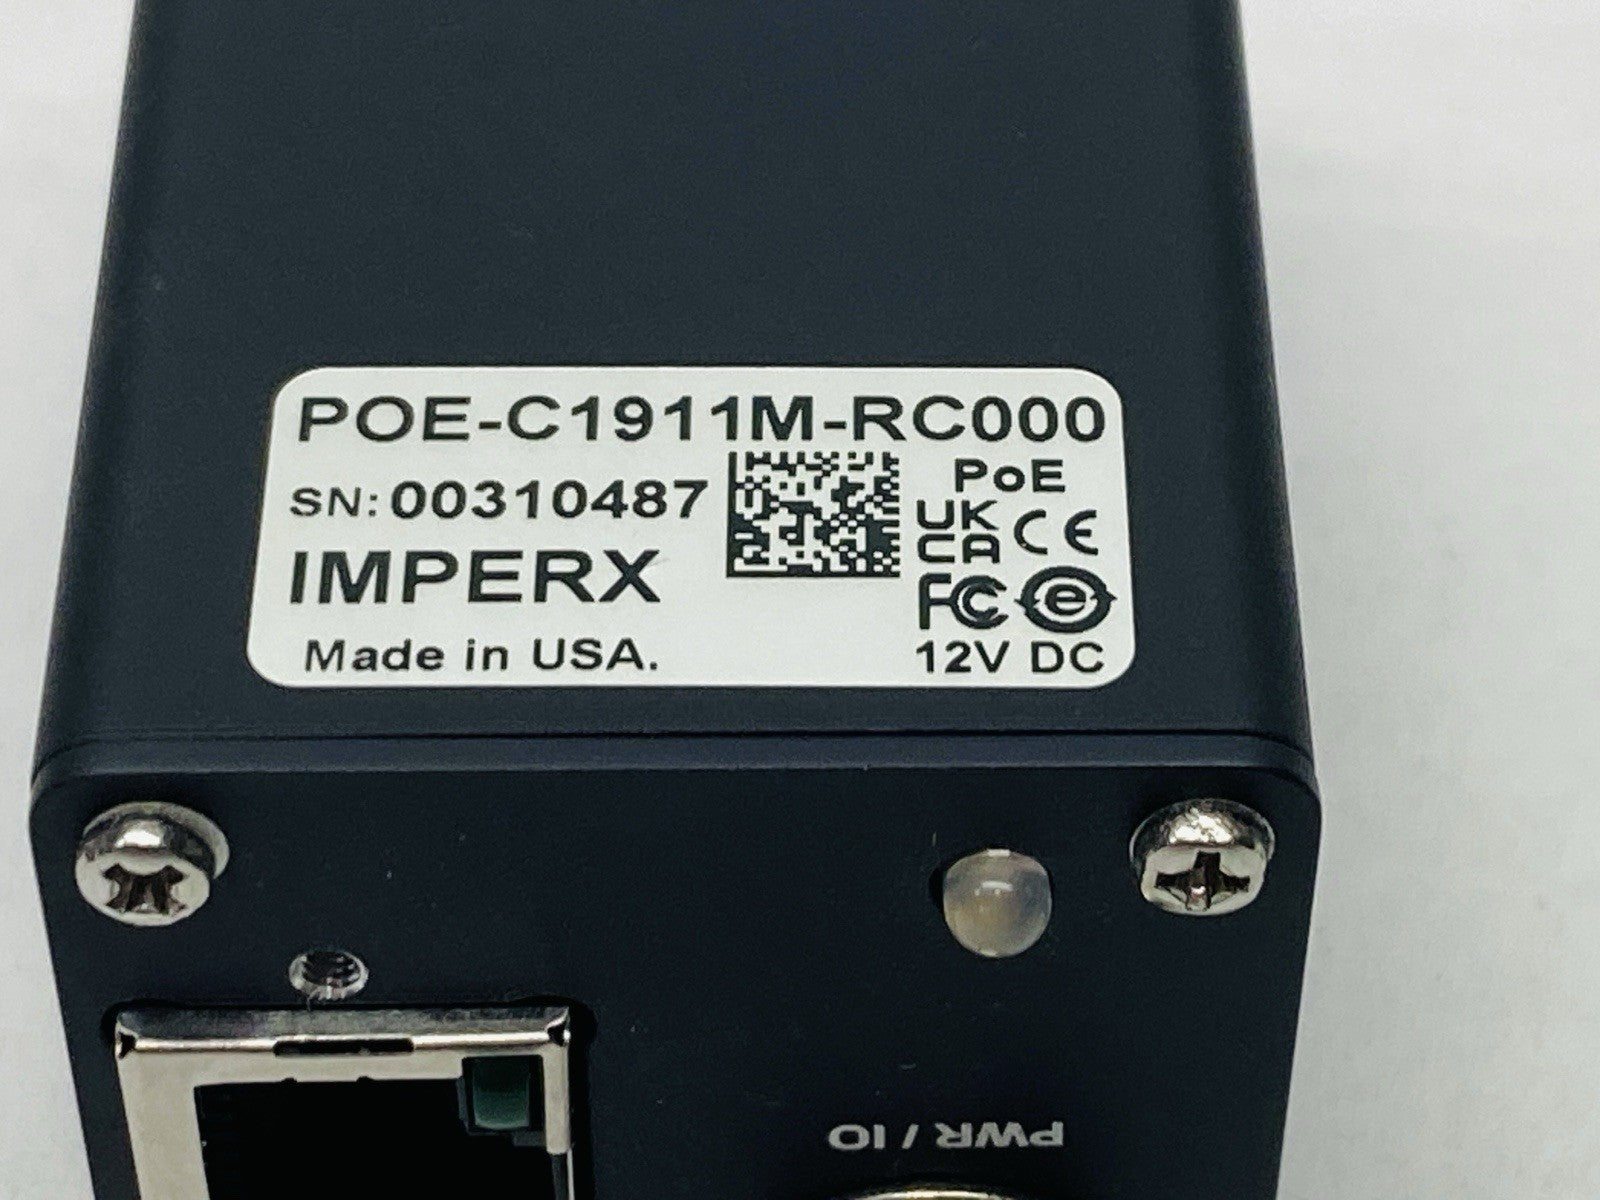 POE-C1911M-RC000
SN: 00310487
IMPERX
Made in USA.
PoE
UK
CA
CE
FC
e
12V DC
PWR / IO